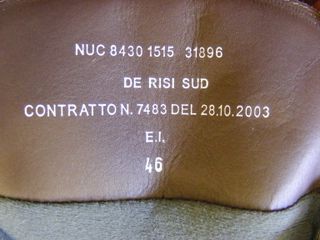 NUC 8430 1515 31896
DE RISI SUD
CONTRATTO N. 7483 DEL 28.10.2003
E.I.
46